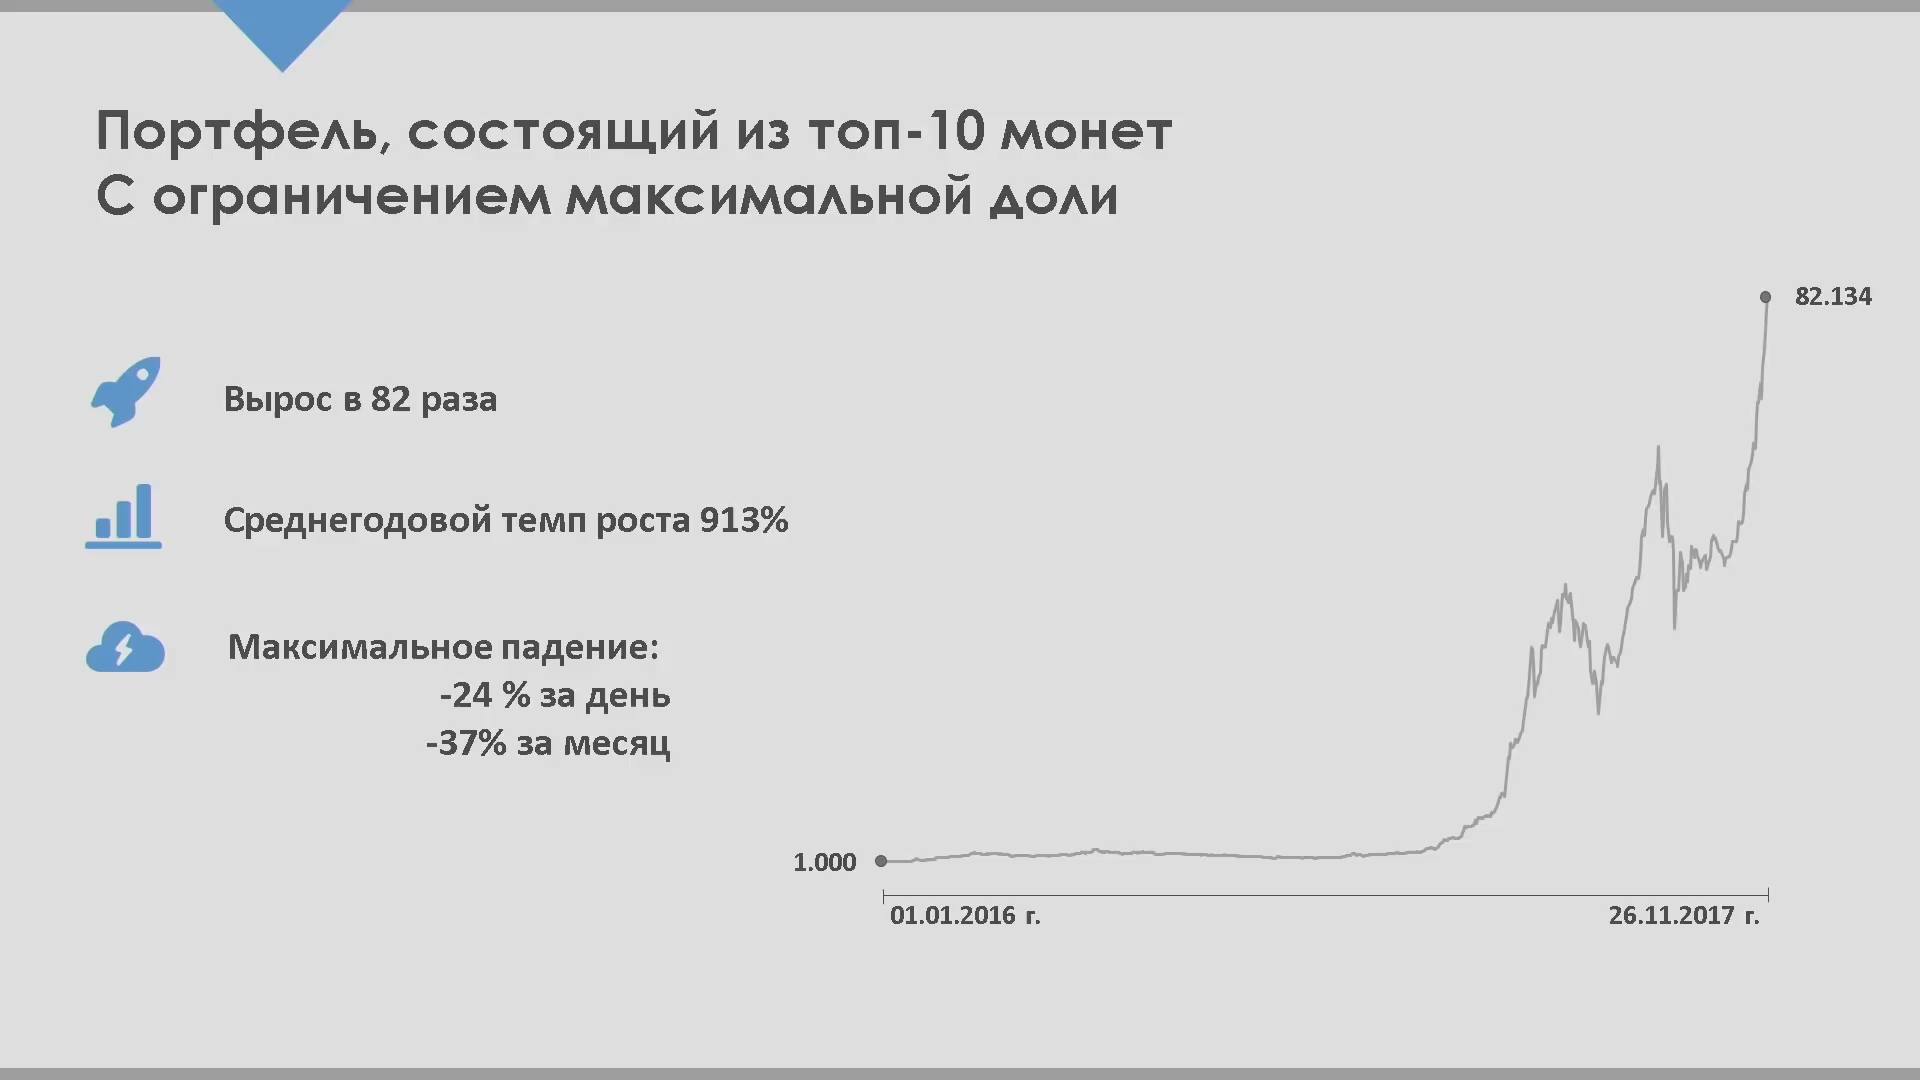 Портфель, состоящий из топ-10 монет
С ограничением максимальной доли
82.134
Вырос в 82 раза
Среднегодовой темп роста 913%
Максимальное падение:
-24 % за день
-37% за месяц
1.000
01.01.2016 г.
26.11.2017 г.